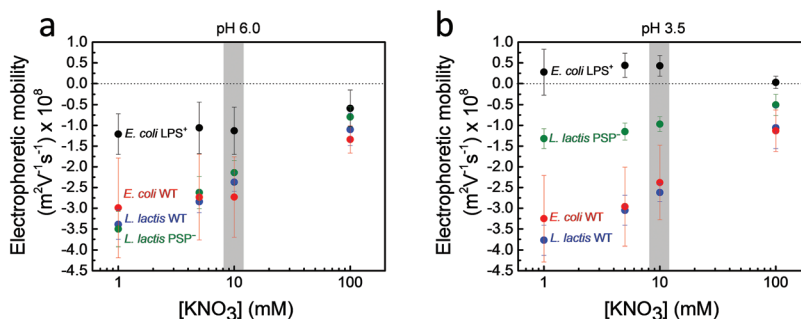 a
pH 6.0
Electrophoretic mobility
(m²V⁻¹s⁻¹) x 10⁸
1.0
0.5
0.0
-0.5
-1.0
-1.5
-2.0
-2.5
-3.0
-3.5
-4.0
-4.5
E. coli LPS⁺
E. coli WT
L. lactis WT
L. lactis PSP⁻
1
10
100
[KNO₃] (mM)
b
pH 3.5
Electrophoretic mobility
(m²V⁻¹s⁻¹) x 10⁸
1.0
0.5
0.0
-0.5
-1.0
-1.5
-2.0
-2.5
-3.0
-3.5
-4.0
-4.5
E. coli LPS⁺
L. lactis PSP⁻
E. coli WT
L. lactis WT
1
10
100
[KNO₃] (mM)